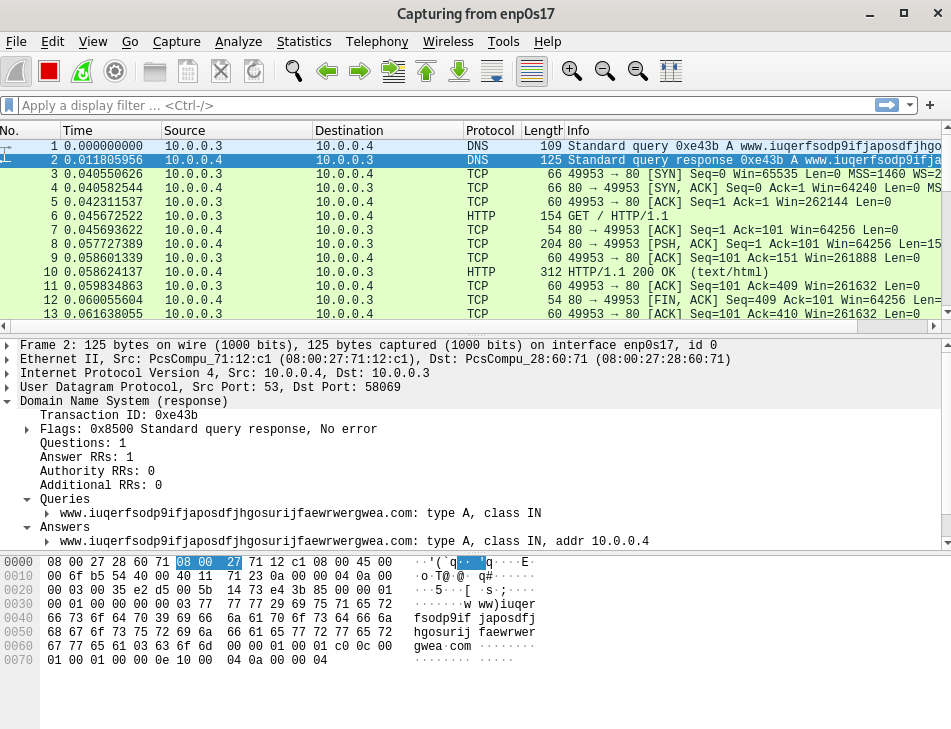 Capturing from enp0s17
File Edit View Go Capture Analyze Statistics Telephony Wireless Tools Help
Apply a display filter ... <Ctrl-/>
No. Time Source Destination Protocol Length Info
1 0.000000000 10.0.0.3 10.0.0.4 DNS 109 Standard query 0xe43b A www.iuqerfsodp9ifjaposdfjhgo
2 0.011805956 10.0.0.4 10.0.0.3 DNS 125 Standard query response 0xe43b A www.iuqerfsodp9ifja
3 0.040550626 10.0.0.3 10.0.0.4 TCP 66 49953 → 80 [SYN] Seq=0 Win=65535 Len=0 MSS=1460 WS=2
4 0.040582544 10.0.0.4 10.0.0.3 TCP 66 80 → 49953 [SYN, ACK] Seq=0 Ack=1 Win=64240 Len=0 MS
5 0.042311537 10.0.0.3 10.0.0.4 TCP 60 49953 → 80 [ACK] Seq=1 Ack=1 Win=262144 Len=0
6 0.045672522 10.0.0.3 10.0.0.4 HTTP 154 GET / HTTP/1.1
7 0.045693622 10.0.0.4 10.0.0.3 TCP 54 80 → 49953 [ACK] Seq=1 Ack=101 Win=64256 Len=0
8 0.057727389 10.0.0.4 10.0.0.3 TCP 204 80 → 49953 [PSH, ACK] Seq=1 Ack=101 Win=64256 Len=15
9 0.058601339 10.0.0.3 10.0.0.4 TCP 60 49953 → 80 [ACK] Seq=101 Ack=151 Win=261888 Len=0
10 0.058624137 10.0.0.4 10.0.0.3 HTTP 312 HTTP/1.1 200 OK (text/html)
11 0.059834863 10.0.0.3 10.0.0.4 TCP 60 49953 → 80 [ACK] Seq=101 Ack=409 Win=261632 Len=0
12 0.060055604 10.0.0.4 10.0.0.3 TCP 54 80 → 49953 [FIN, ACK] Seq=409 Ack=101 Win=64256 Len=
13 0.061638055 10.0.0.3 10.0.0.4 TCP 60 49953 → 80 [ACK] Seq=101 Ack=410 Win=261632 Len=0
Frame 2: 125 bytes on wire (1000 bits), 125 bytes captured (1000 bits) on interface enp0s17, id 0
Ethernet II, Src: PcsCompu_71:12:c1 (08:00:27:71:12:c1), Dst: PcsCompu_28:60:71 (08:00:27:28:60:71)
Internet Protocol Version 4, Src: 10.0.0.4, Dst: 10.0.0.3
User Datagram Protocol, Src Port: 53, Dst Port: 58069
Domain Name System (response)
Transaction ID: 0xe43b
Flags: 0x8500 Standard query response, No error
Questions: 1
Answer RRs: 1
Authority RRs: 0
Additional RRs: 0
Queries
www.iuqerfsodp9ifjaposdfjhgosurijfaewrwergwea.com: type A, class IN
Answers
www.iuqerfsodp9ifjaposdfjhgosurijfaewrwergwea.com: type A, class IN, addr 10.0.0.4
0000 08 00 27 28 60 71 08 00 27 71 12 c1 08 00 45 00 ··'(`q·· 'q····E·
0010 00 6f b5 54 40 00 40 11 71 23 0a 00 00 04 0a 00 ·o·T@·@· q#······
0020 00 03 00 35 e2 d5 00 5b 14 73 e4 3b 85 00 00 01 ···5···[ ·s·;····
0030 00 01 00 00 00 00 03 77 77 77 29 69 75 71 65 72 ·······w ww)iuqer
0040 66 73 6f 64 70 39 69 66 6a 61 70 6f 73 64 66 6a fsodp9if japosdfj
0050 68 67 6f 73 75 72 69 6a 66 61 65 77 72 77 65 72 hgosurij faewrwer
0060 67 77 65 61 03 63 6f 6d 00 00 01 00 01 c0 0c 00 gwea·com ········
0070 01 00 01 00 00 0e 10 00 04 0a 00 00 04 ········ ·····